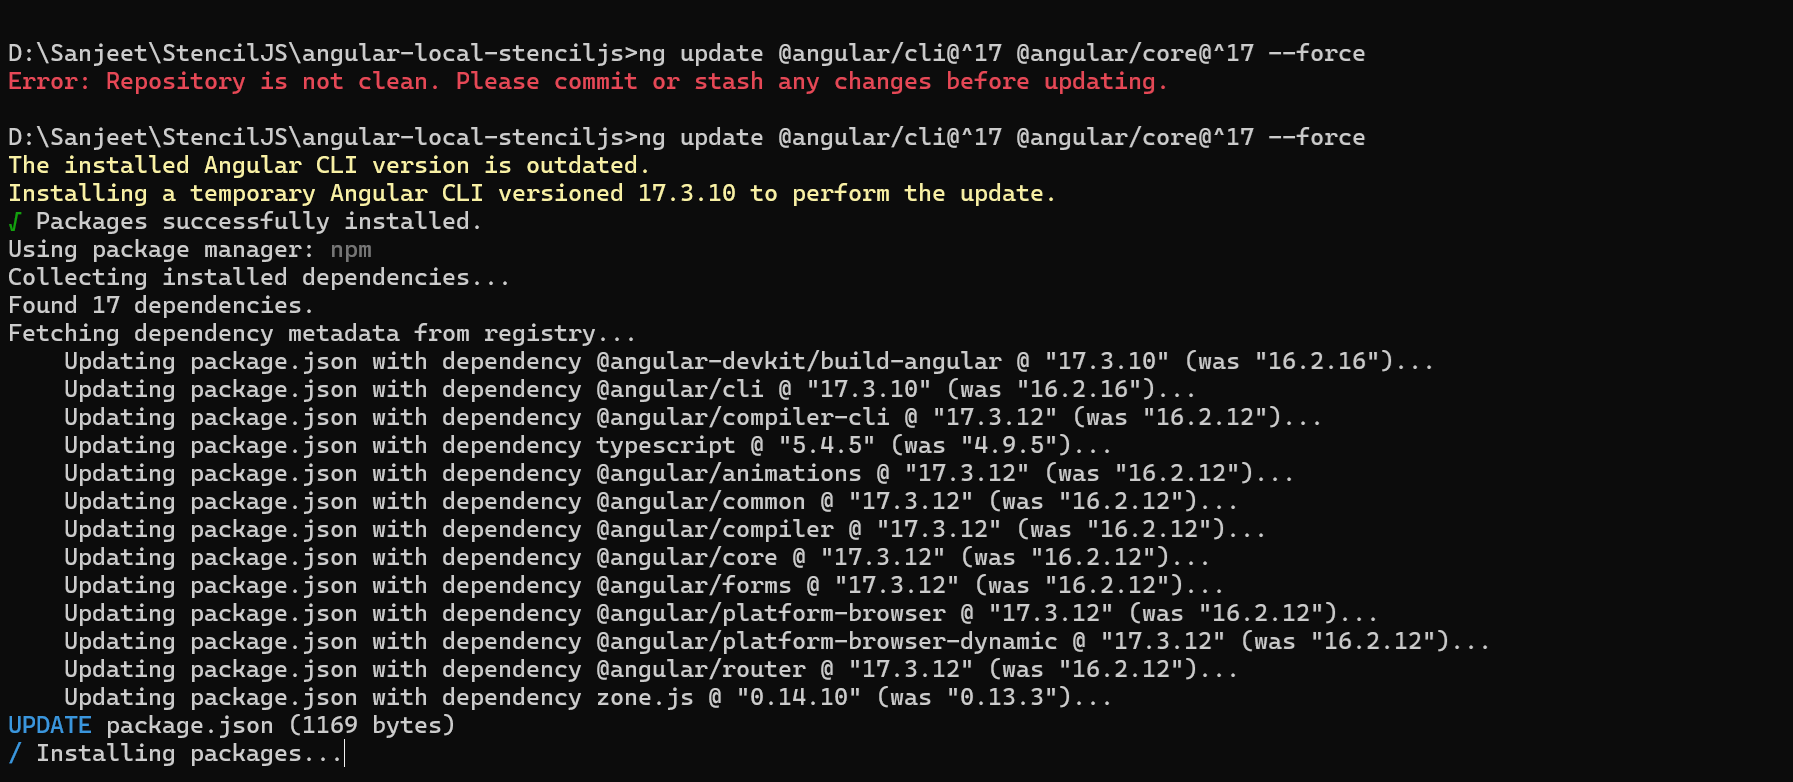 D:\Sanjeet\StencilJS\angular-local-stenciljs>ng update @angular/cli@^17 @angular/core@^17 --force
Error: Repository is not clean. Please commit or stash any changes before updating.
D:\Sanjeet\StencilJS\angular-local-stenciljs>ng update @angular/cli@^17 @angular/core@^17 --force
The installed Angular CLI version is outdated.
Installing a temporary Angular CLI versioned 17.3.10 to perform the update.
√ Packages successfully installed.
Using package manager: npm
Collecting installed dependencies...
Found 17 dependencies.
Fetching dependency metadata from registry...
    Updating package.json with dependency @angular-devkit/build-angular @ "17.3.10" (was "16.2.16")...
    Updating package.json with dependency @angular/cli @ "17.3.10" (was "16.2.16")...
    Updating package.json with dependency @angular/compiler-cli @ "17.3.12" (was "16.2.12")...
    Updating package.json with dependency typescript @ "5.4.5" (was "4.9.5")...
    Updating package.json with dependency @angular/animations @ "17.3.12" (was "16.2.12")...
    Updating package.json with dependency @angular/common @ "17.3.12" (was "16.2.12")...
    Updating package.json with dependency @angular/compiler @ "17.3.12" (was "16.2.12")...
    Updating package.json with dependency @angular/core @ "17.3.12" (was "16.2.12")...
    Updating package.json with dependency @angular/forms @ "17.3.12" (was "16.2.12")...
    Updating package.json with dependency @angular/platform-browser @ "17.3.12" (was "16.2.12")...
    Updating package.json with dependency @angular/platform-browser-dynamic @ "17.3.12" (was "16.2.12")...
    Updating package.json with dependency @angular/router @ "17.3.12" (was "16.2.12")...
    Updating package.json with dependency zone.js @ "0.14.10" (was "0.13.3")...
UPDATE package.json (1169 bytes)
/ Installing packages...